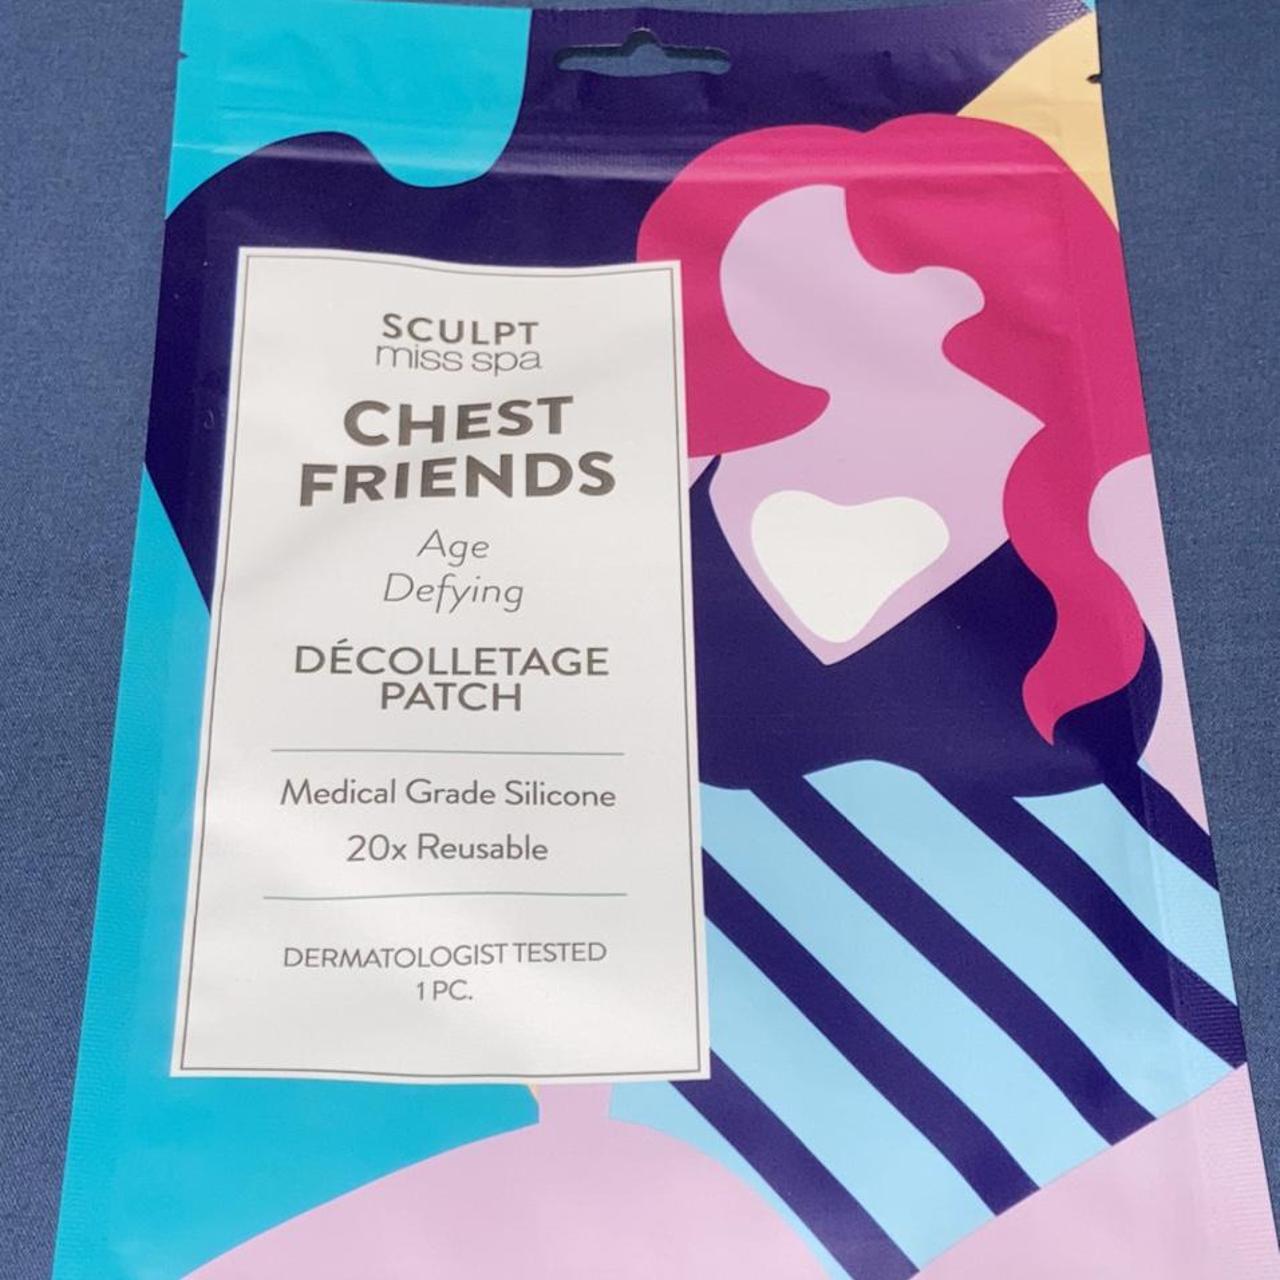 SCULPT
miss spa
CHEST
FRIENDS
Age
Defying
DÉCOLLETAGE
PATCH
Medical Grade Silicone
20x Reusable
DERMATOLOGIST TESTED
1 PC.